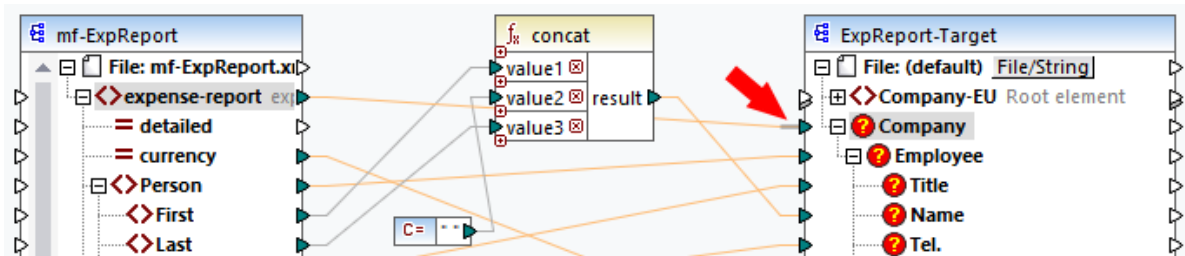 mf-ExpReport
File: mf-ExpReport.x
expense-report
detailed
currency
Person
First
Last
fx concat
value1
value2 result
value3
C= " "
ExpReport-Target
File: (default) File/String
Company-EU Root element
Company
Employee
Title
Name
Tel.